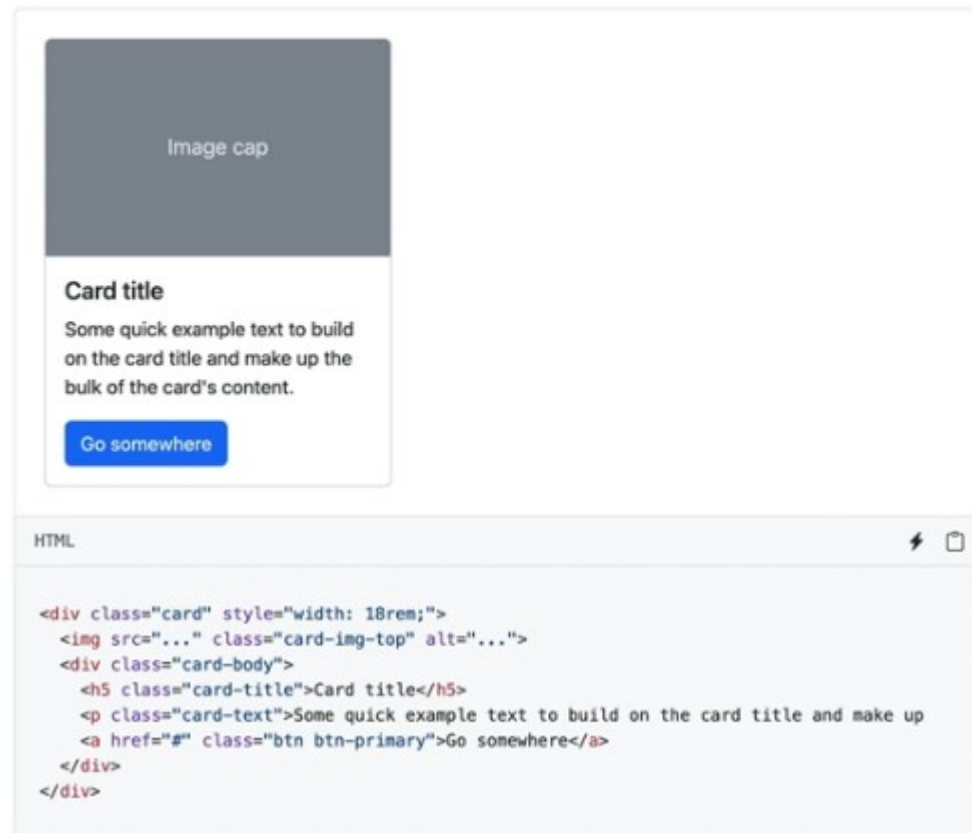 Image cap
Card title
Some quick example text to build
on the card title and make up the
bulk of the card's content.
Go somewhere
HTML
<div class="card" style="width: 18rem;">
  <img src="..." class="card-img-top" alt="...">
  <div class="card-body">
    <h5 class="card-title">Card title</h5>
    <p class="card-text">Some quick example text to build on the card title and make up
    <a href="#" class="btn btn-primary">Go somewhere</a>
  </div>
</div>